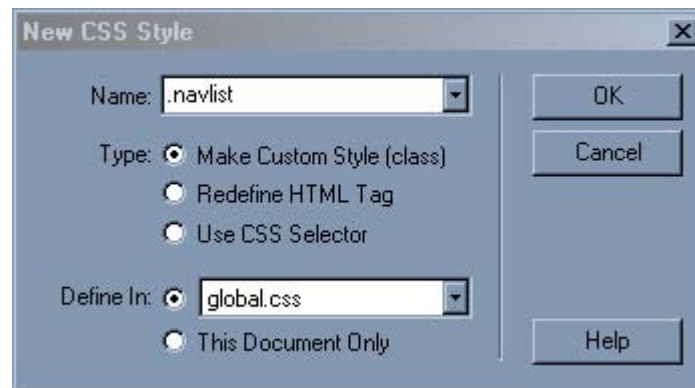 New CSS Style
Name: .navlist
OK
Type: Make Custom Style (class)
Cancel
Redefine HTML Tag
Use CSS Selector
Define In: global.css
This Document Only
Help